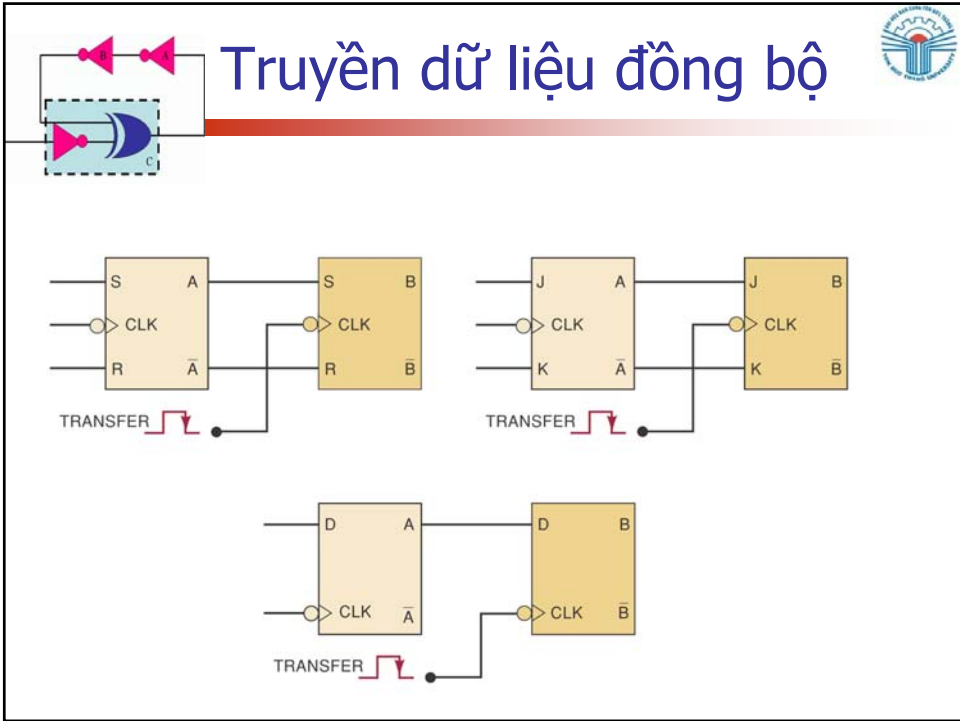 B A
C
Truyền dữ liệu đồng bộ
S A S B
CLK CLK
R A̅ R B̅
TRANSFER
J A J B
CLK CLK
K A̅ K B̅
TRANSFER
D A D B
CLK A̅ CLK B̅
TRANSFER